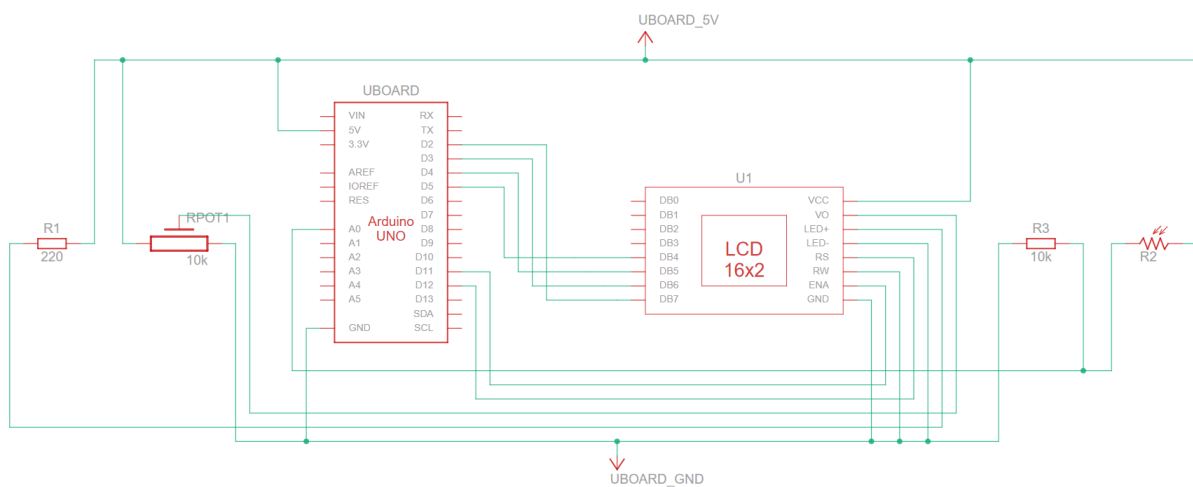 UBOARD_5V
UBOARD
VIN RX
5V TX
3.3V D2
D3
AREF D4
IOREF D5
RES D6
D7
Arduino
UNO
A0 D8
A1 D9
A2 D10
A3 D11
A4 D12
A5 D13
SDA
GND SCL
R1
220
RPOT1
10k
U1
DB0 VCC
DB1 VO
DB2 LED+
DB3 LED-
DB4 RS
DB5 RW
DB6 ENA
DB7 GND
LCD
16x2
R3
10k
R2
UBOARD_GND